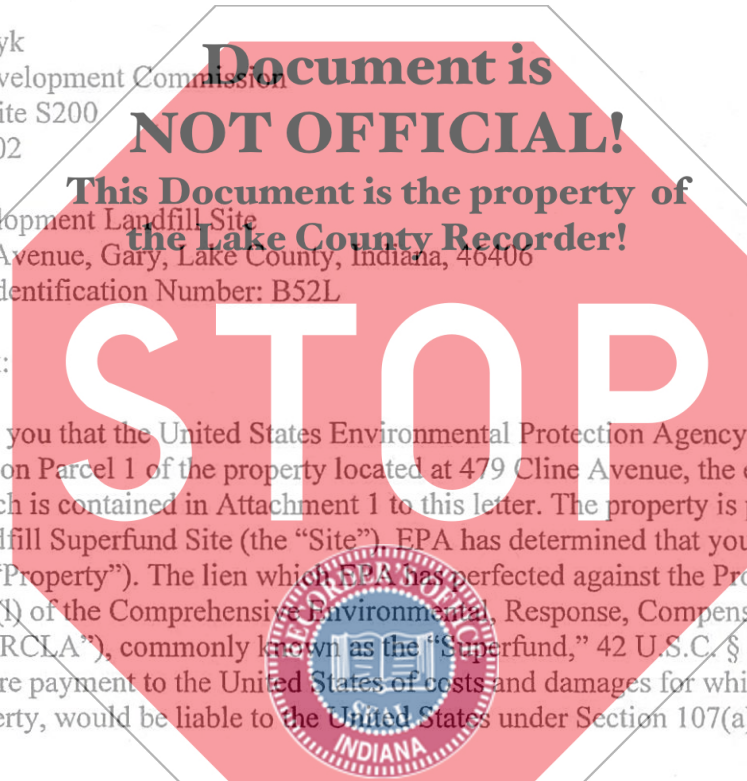 yk
velopment Commission
ite S200
02
Document is
NOT OFFICIAL!
This Document is the property of
the Lake County Recorder!
lopment Landfill Site
Avenue, Gary, Lake County, Indiana, 46406
dentification Number: B52L
:
STOP
you that the United States Environmental Protection Agency
on Parcel 1 of the property located at 479 Cline Avenue, the
ch is contained in Attachment 1 to this letter. The property is
dfill Superfund Site (the “Site”). EPA has determined that you
“Property”). The lien which EPA has perfected against the Pro
(l) of the Comprehensive Environmental, Response, Compens
RCLA”), commonly known as the “Superfund,” 42 U.S.C. §
re payment to the United States of costs and damages for whi
erty, would be liable to the United States under Section 107(a)
RECORDER'S OFFICE
SEAL
INDIANA